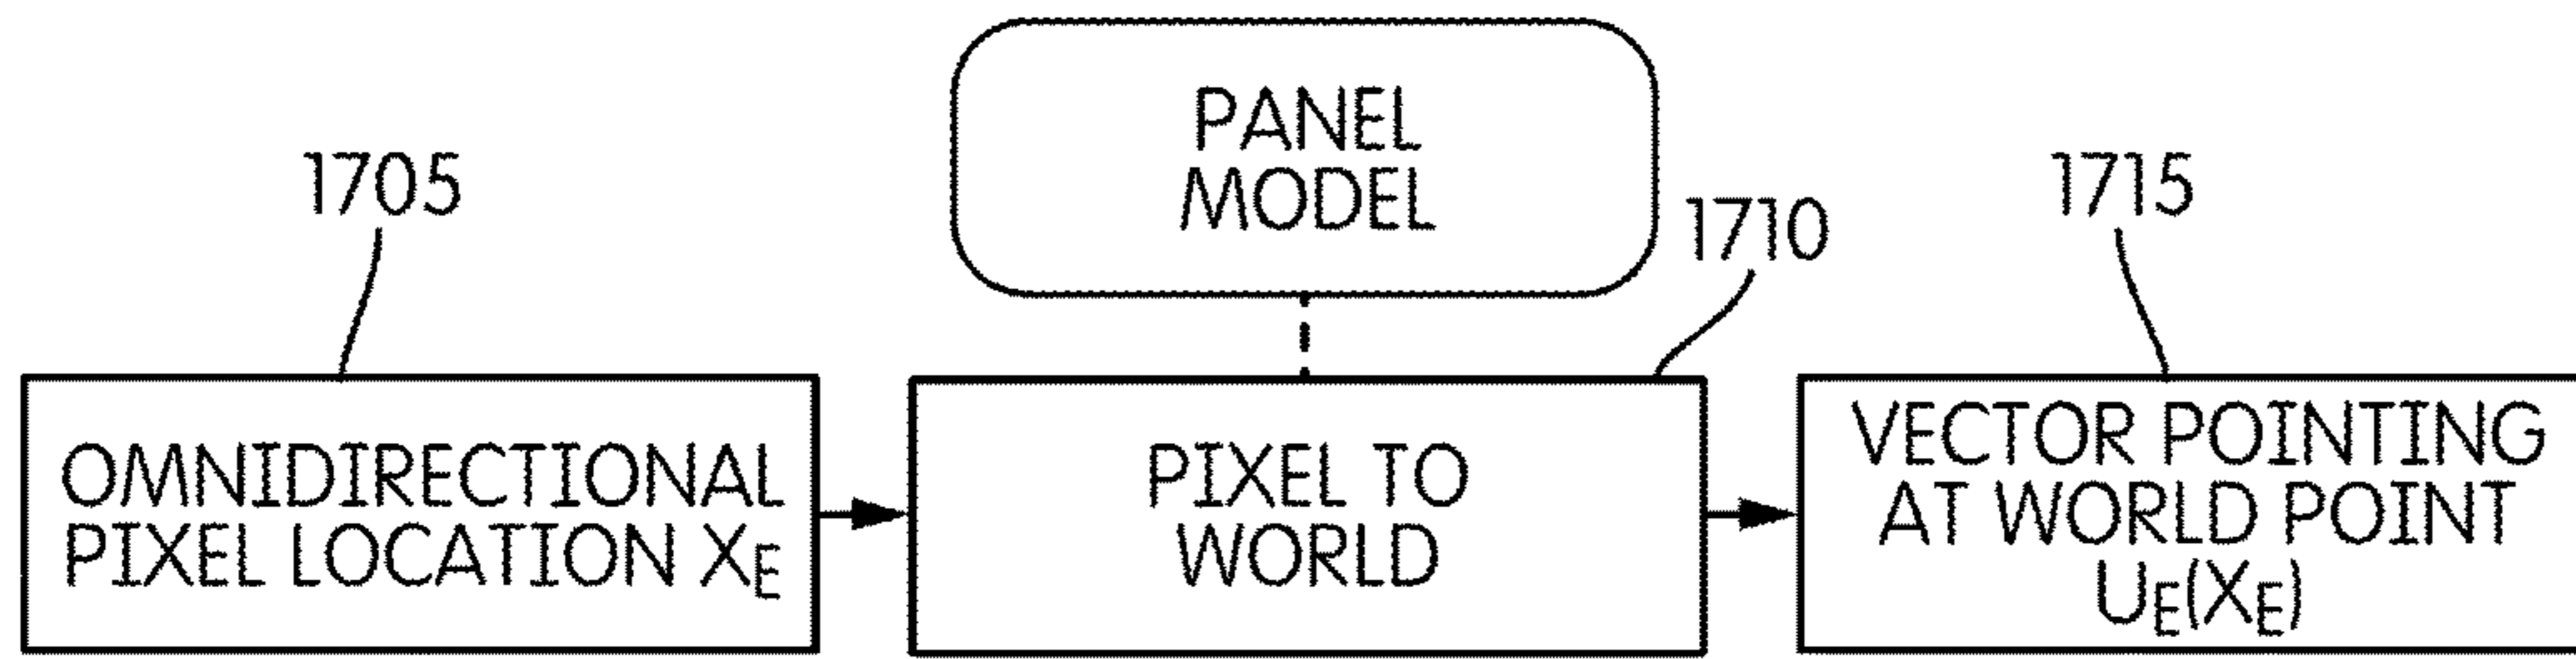 PANEL
MODEL
1705
1710
1715
OMNIDIRECTIONAL
PIXEL LOCATION XE
PIXEL TO
WORLD
VECTOR POINTING
AT WORLD POINT
UE(XE)